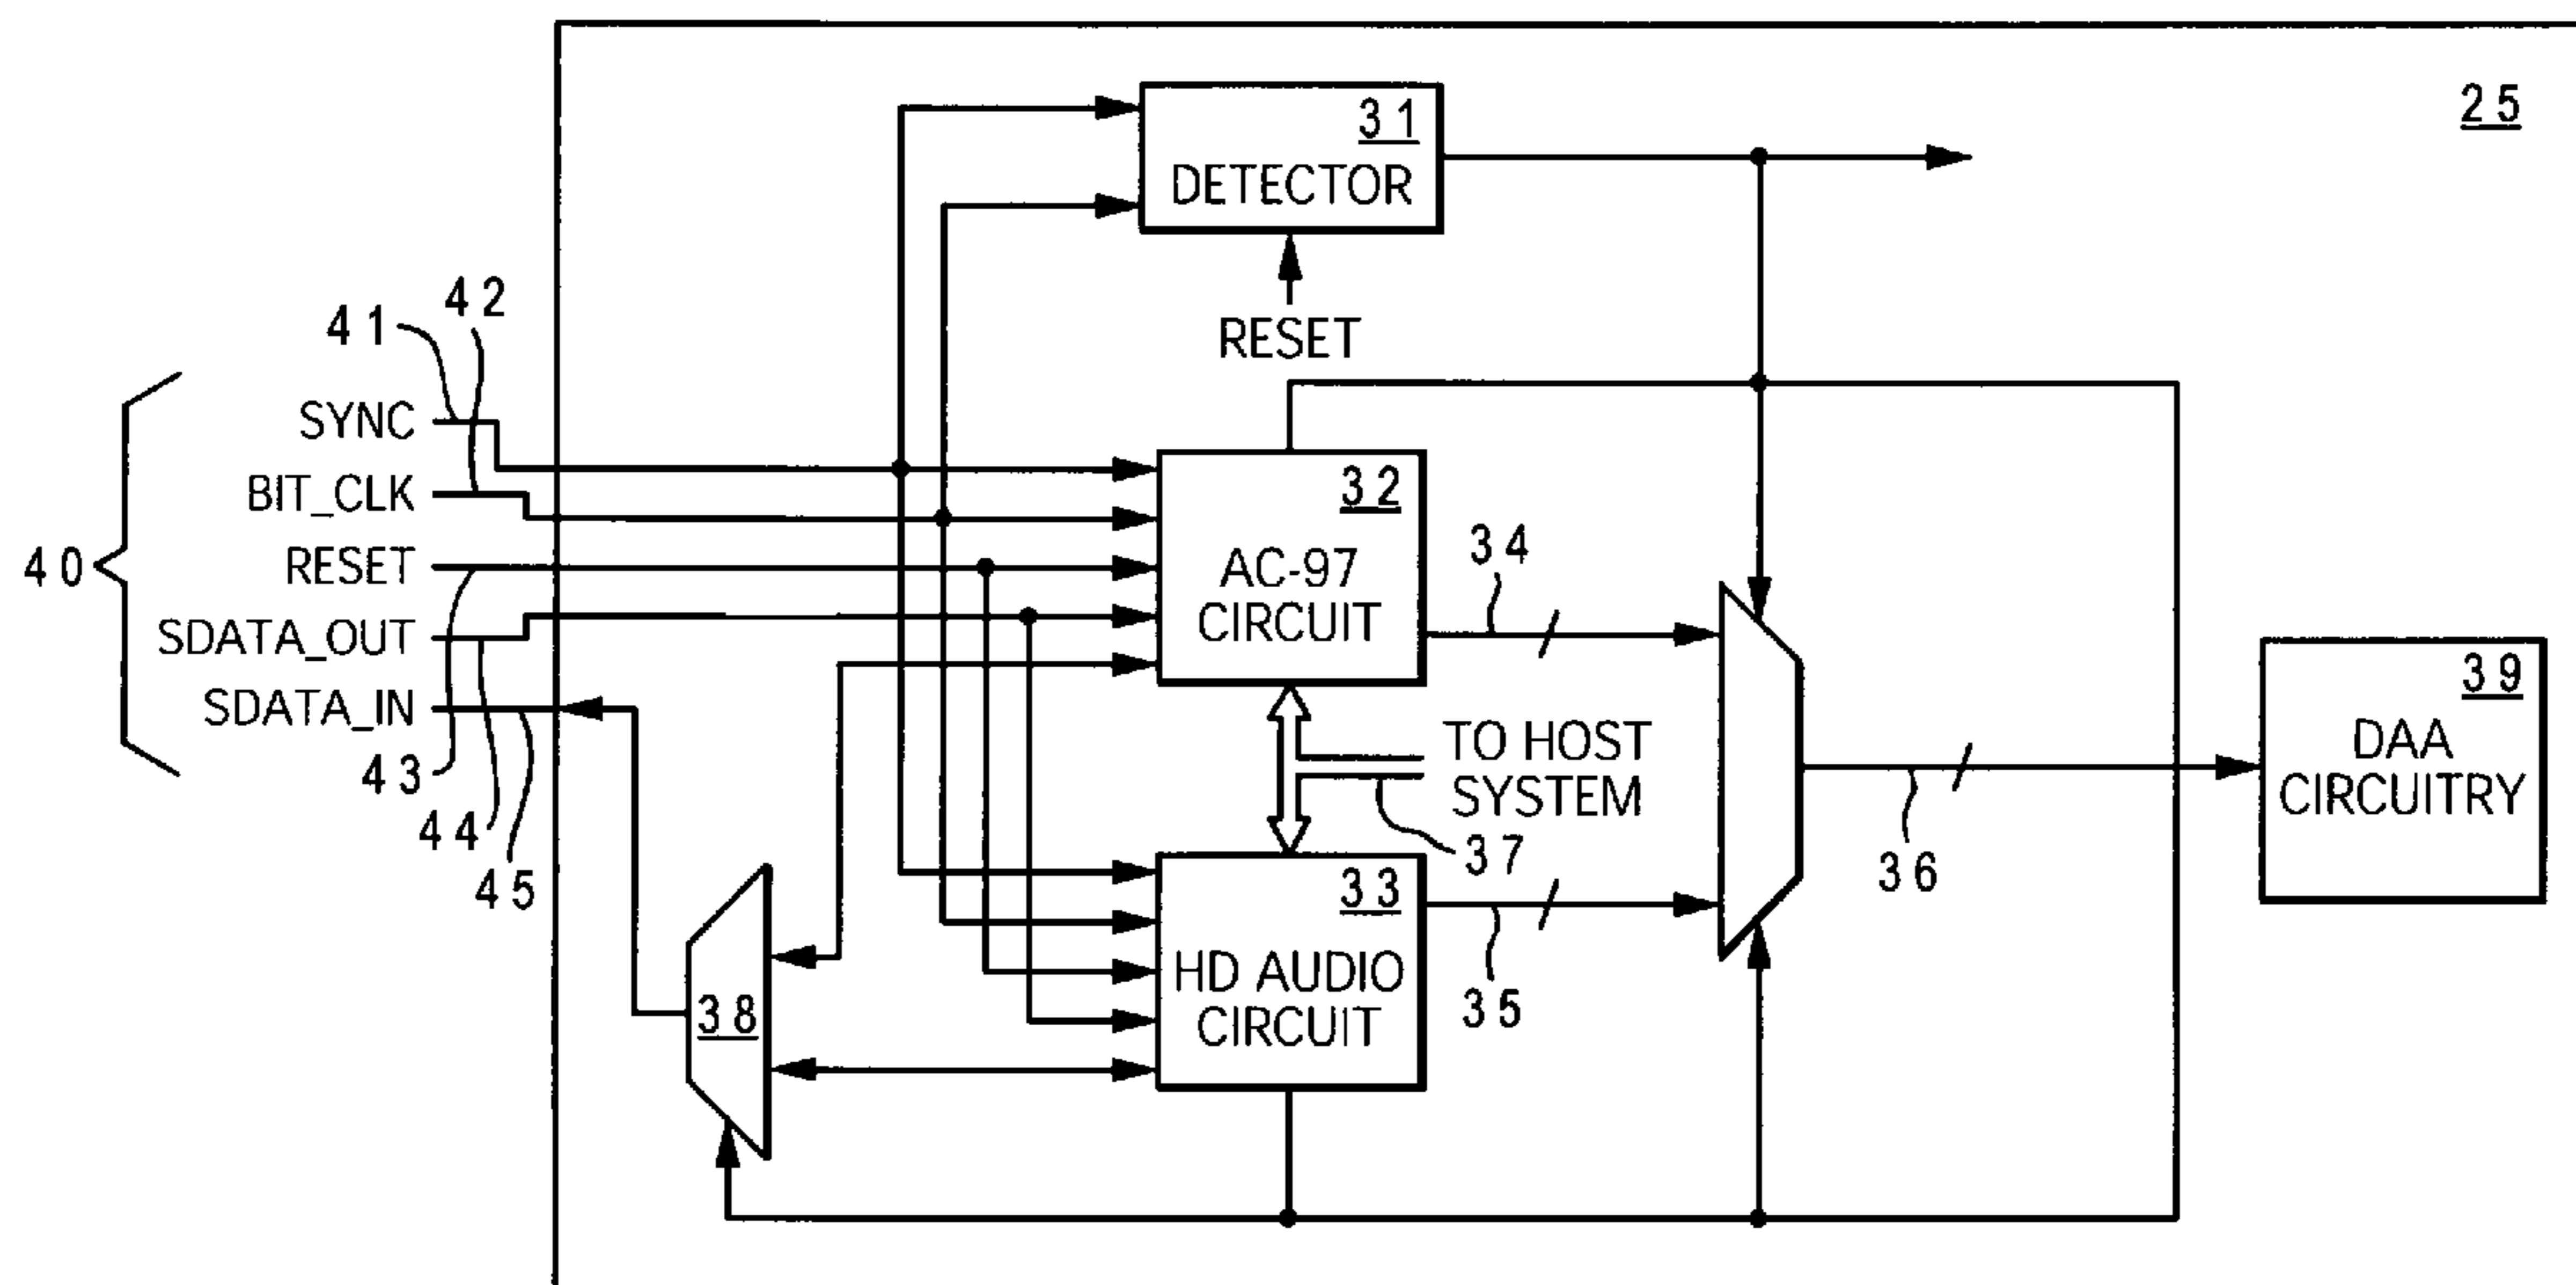 25
31
DETECTOR
RESET
42
41
SYNC
BIT_CLK
RESET
SDATA_OUT
SDATA_IN
40
43
44
45
32
AC-97
CIRCUIT
34
TO HOST
SYSTEM
37
33
HD AUDIO
CIRCUIT
35
36
39
DAA
CIRCUITRY
38